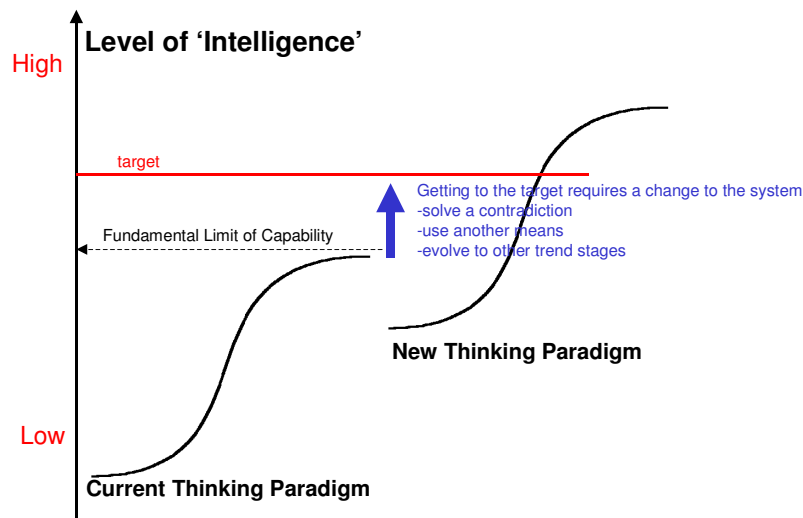 Level of ‘Intelligence’
High
target
Getting to the target requires a change to the system
-solve a contradiction
-use another means
-evolve to other trend stages
Fundamental Limit of Capability
New Thinking Paradigm
Low
Current Thinking Paradigm